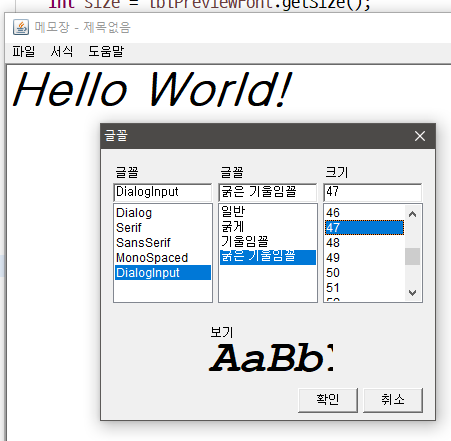 int size = lblPreviewFont.getSize();
메모장 - 제목없음
파일 서식 도움말
Hello World!
글꼴
글꼴 글꼴 크기
DialogInput 굵은 기울임꼴 47
Dialog 일반 46
Serif 굵게 47
SansSerif 기울임꼴 48
MonoSpaced 굵은 기울임꼴 49
DialogInput 50
51
보기
AaBb
확인 취소